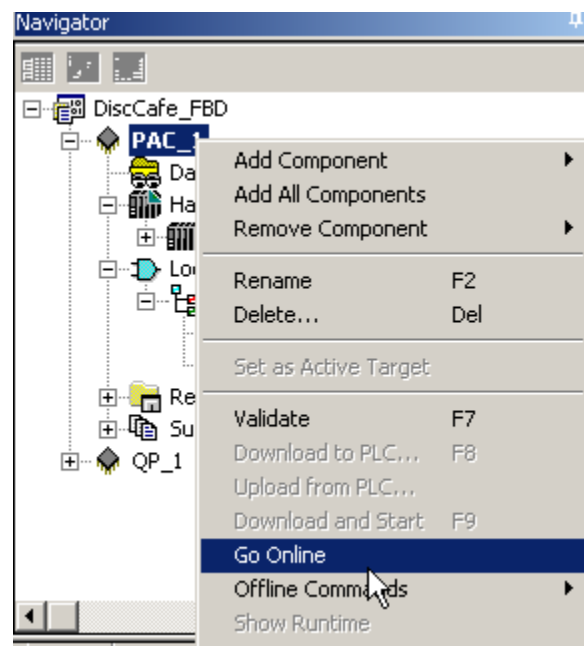 Navigator
DiscCafe_FBD
PAC_1
Da
Ha
Lo
Re
Su
QP_1
Add Component
Add All Components
Remove Component
Rename F2
Delete... Del
Set as Active Target
Validate F7
Download to PLC... F8
Upload from PLC...
Download and Start F9
Go Online
Offline Commands
Show Runtime